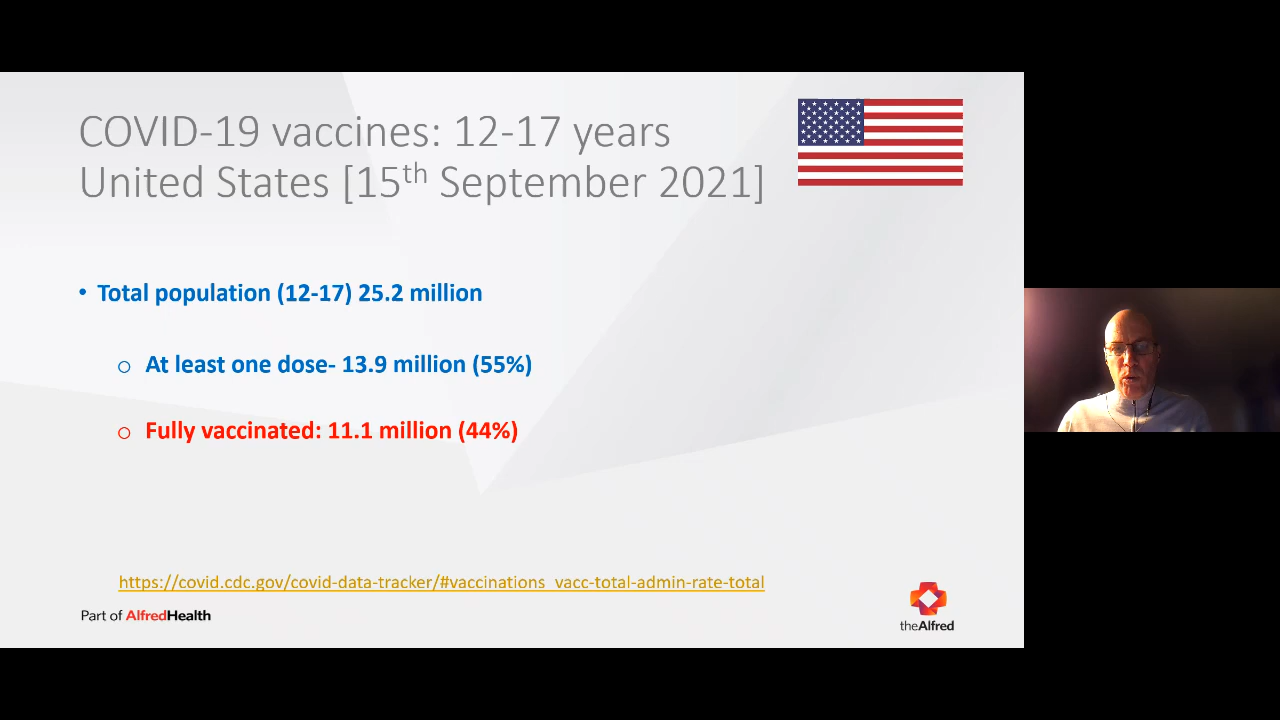 COVID-19 vaccines: 12-17 years
United States [15th September 2021]
• Total population (12-17) 25.2 million
o At least one dose- 13.9 million (55%)
o Fully vaccinated: 11.1 million (44%)
https://covid.cdc.gov/covid-data-tracker/#vaccinations_vacc-total-admin-rate-total
Part of AlfredHealth
theAlfred